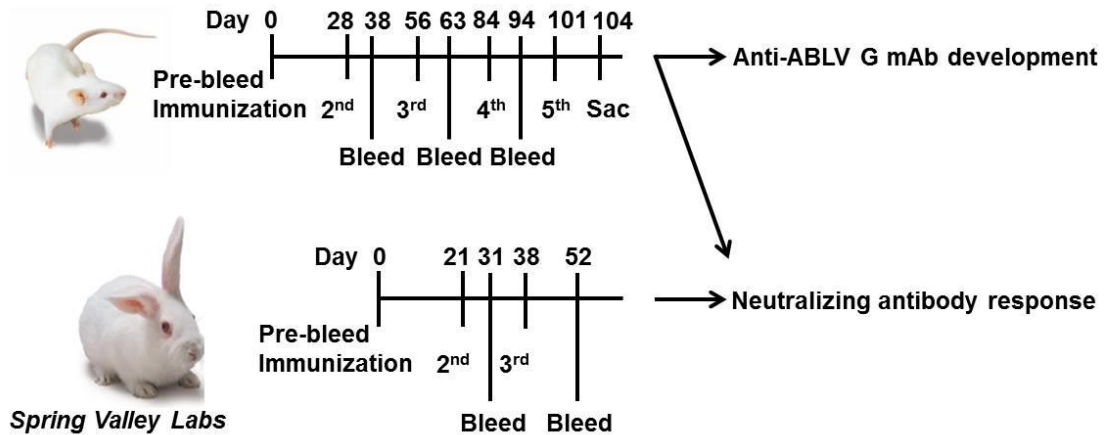 Day 0 28 38 56 63 84 94 101 104
Pre-bleed
Immunization 2nd 3rd 4th 5th Sac
Bleed Bleed Bleed
Anti-ABLV G mAb development
Day 0 21 31 38 52
Neutralizing antibody response
Pre-bleed
Immunization 2nd 3rd
Bleed Bleed
Spring Valley Labs